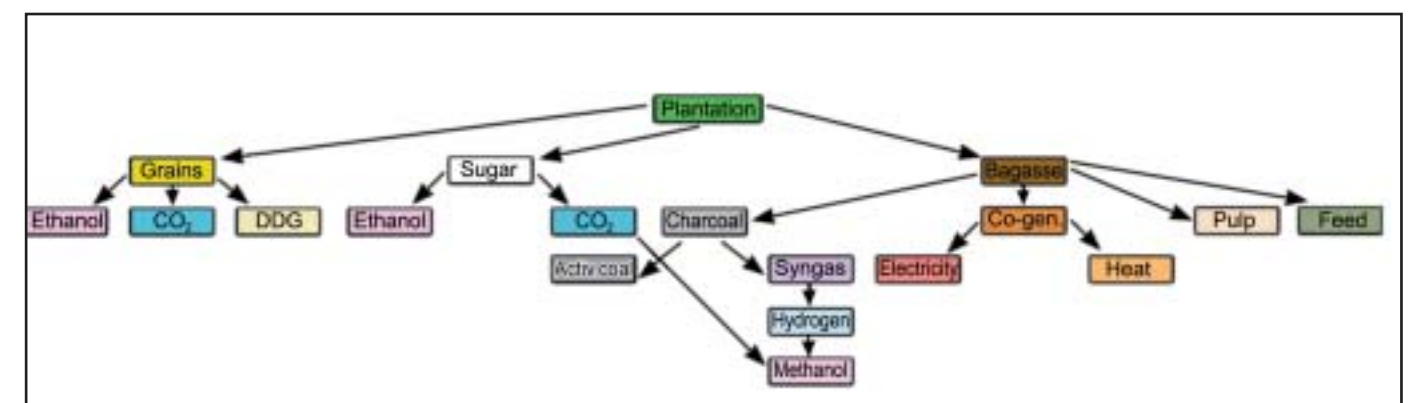 Plantation
Grains
Sugar
Bagasse
Ethanol
CO₂
DDG
Ethanol
CO₂
Charcoal
Co-gen.
Pulp
Feed
Activ.coal
Syngas
Electricity
Heat
Hydrogen
Methanol